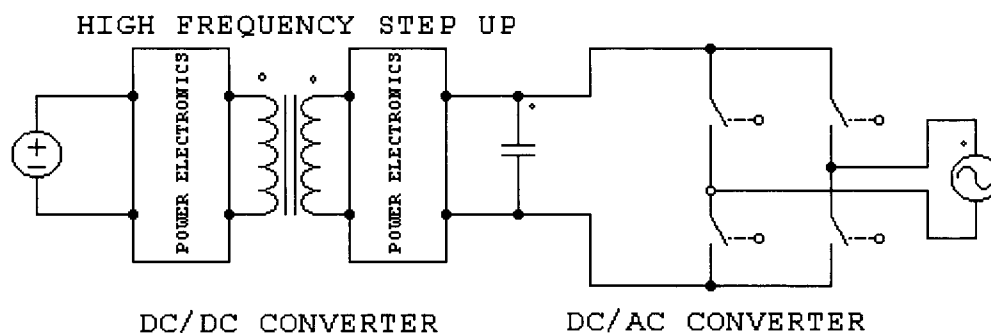 HIGH FREQUENCY STEP UP
POWER ELECTRONICS
POWER ELECTRONICS
DC/DC CONVERTER
DC/AC CONVERTER